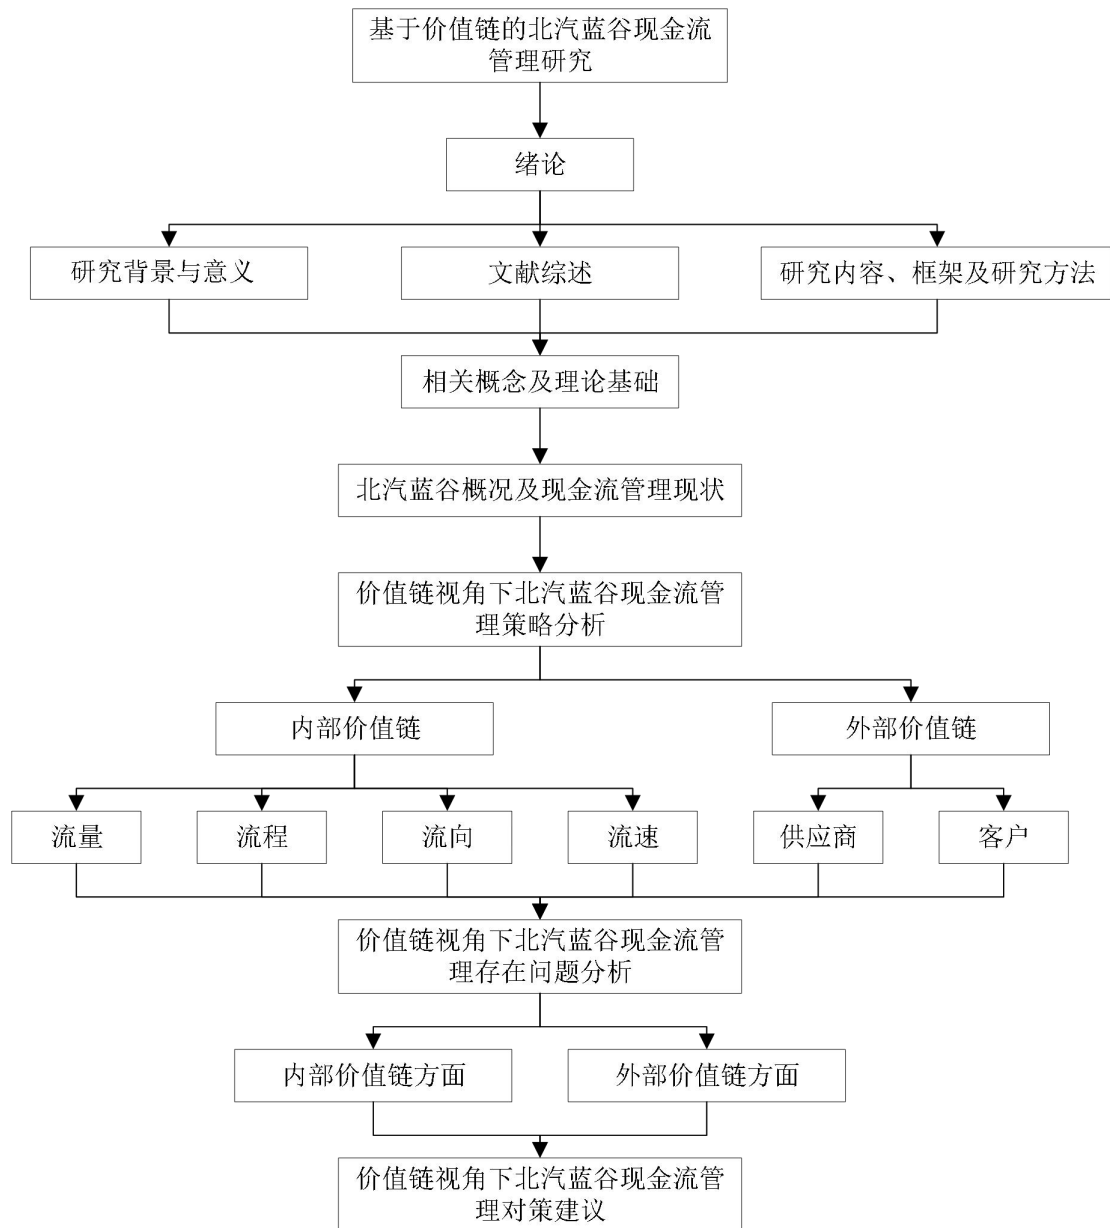 基于价值链的北汽蓝谷现金流
管理研究
绪论
研究背景与意义
文献综述
研究内容、框架及研究方法
相关概念及理论基础
北汽蓝谷概况及现金流管理现状
价值链视角下北汽蓝谷现金流管
理策略分析
内部价值链
外部价值链
流量
流程
流向
流速
供应商
客户
价值链视角下北汽蓝谷现金流管
理存在问题分析
内部价值链方面
外部价值链方面
价值链视角下北汽蓝谷现金流管
理对策建议